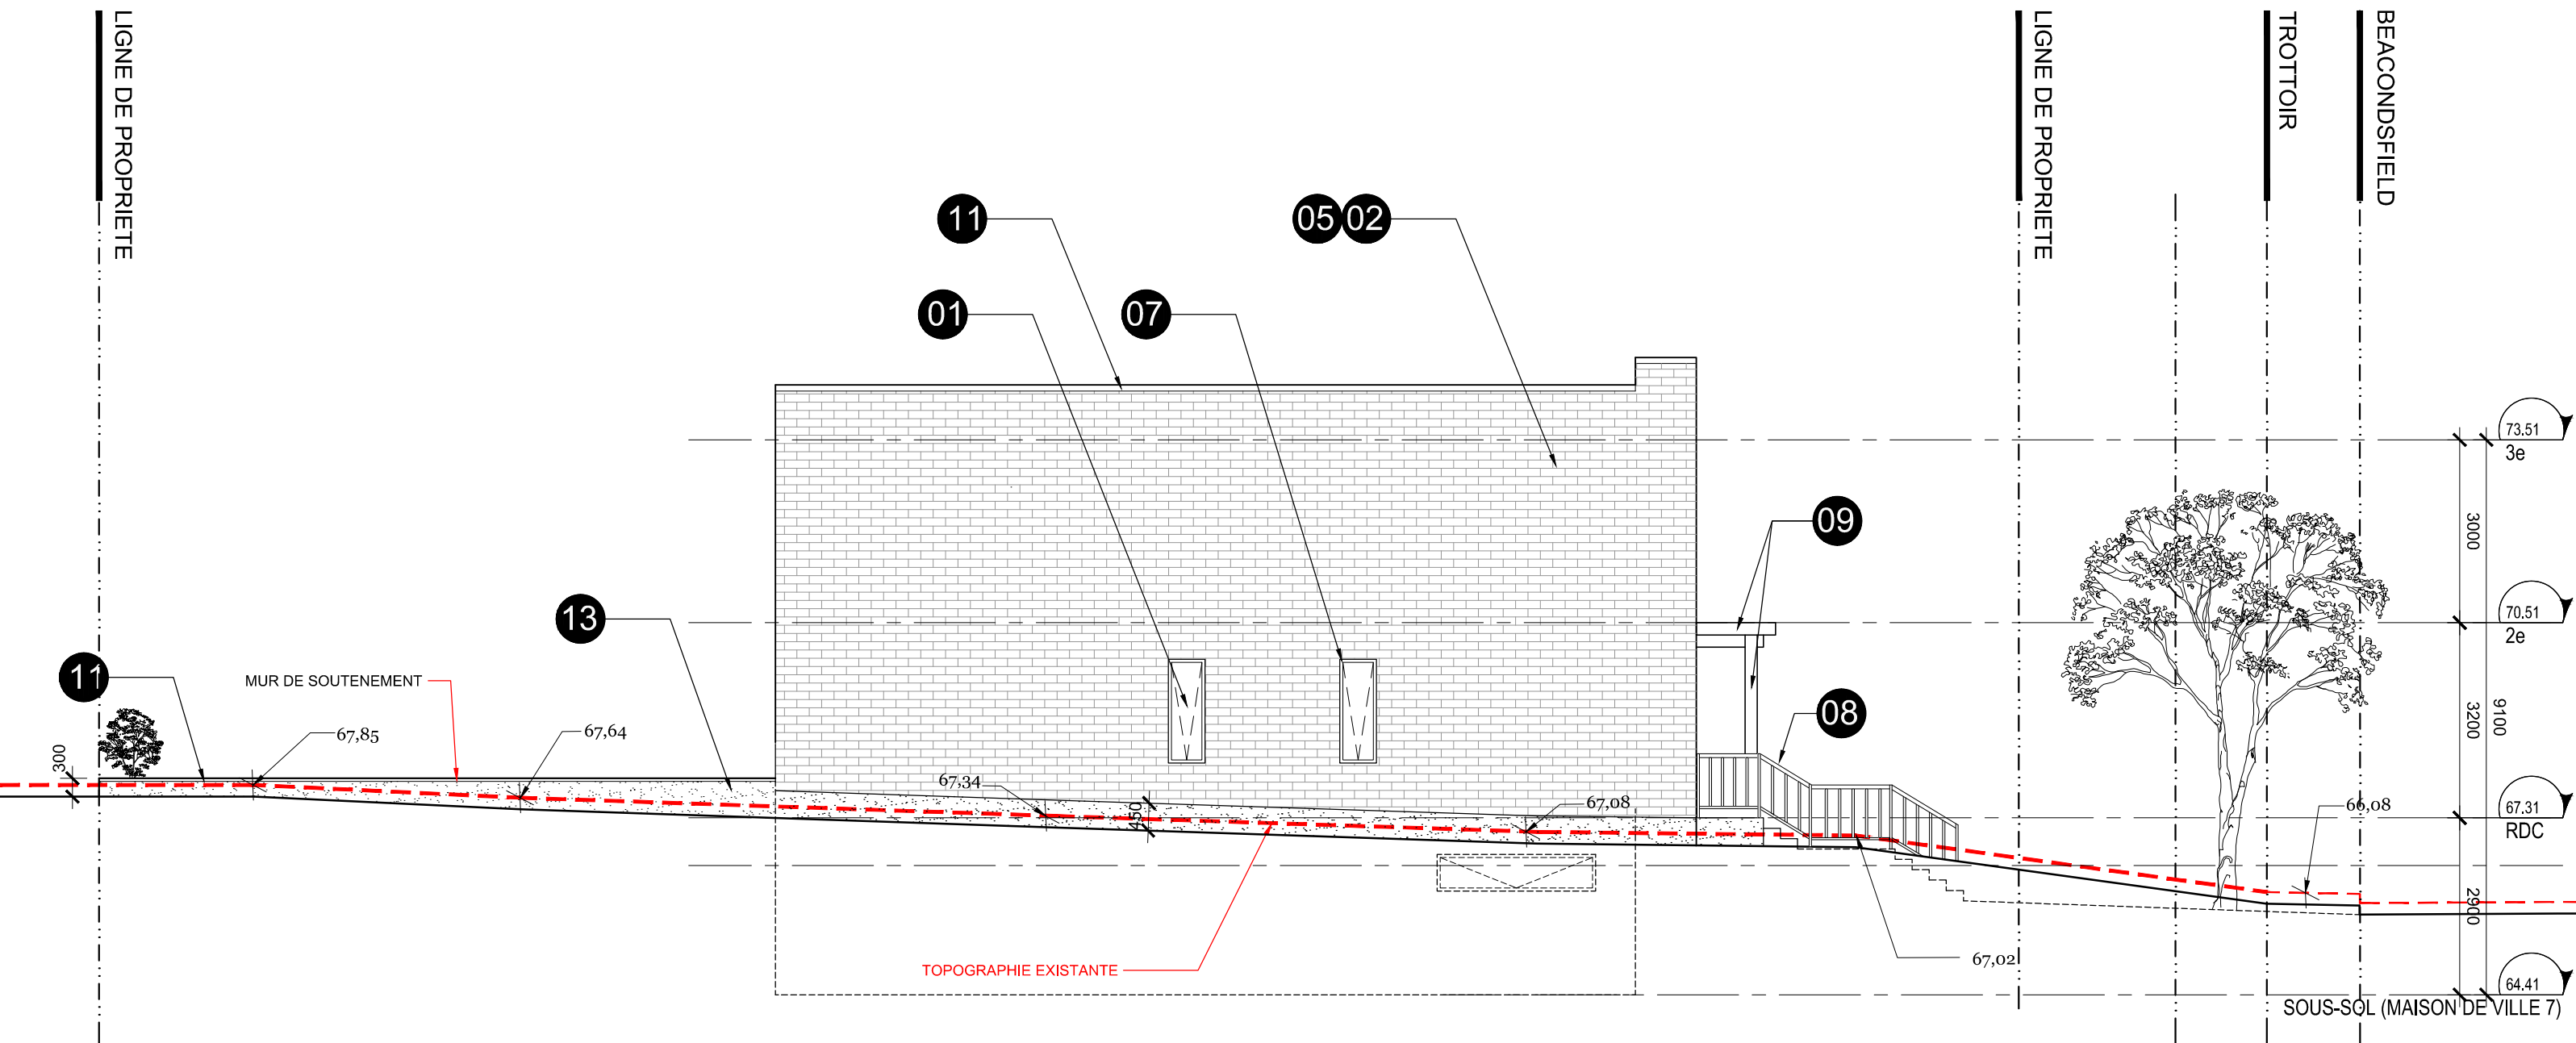 LIGNE DE PROPRIETE
LIGNE DE PROPRIETE
TROTTOIR
BEACONDSFIELD
11
05
02
01
07
73,51
3e
09
3000
13
70,51
2e
11
MUR DE SOUTENEMENT
08
9100
3200
67,85
67,64
300
67,34
450
67,08
66,08
67,31
RDC
2900
67,02
TOPOGRAPHIE EXISTANTE
64,41
SOUS-SOL (MAISON DE VILLE 7)